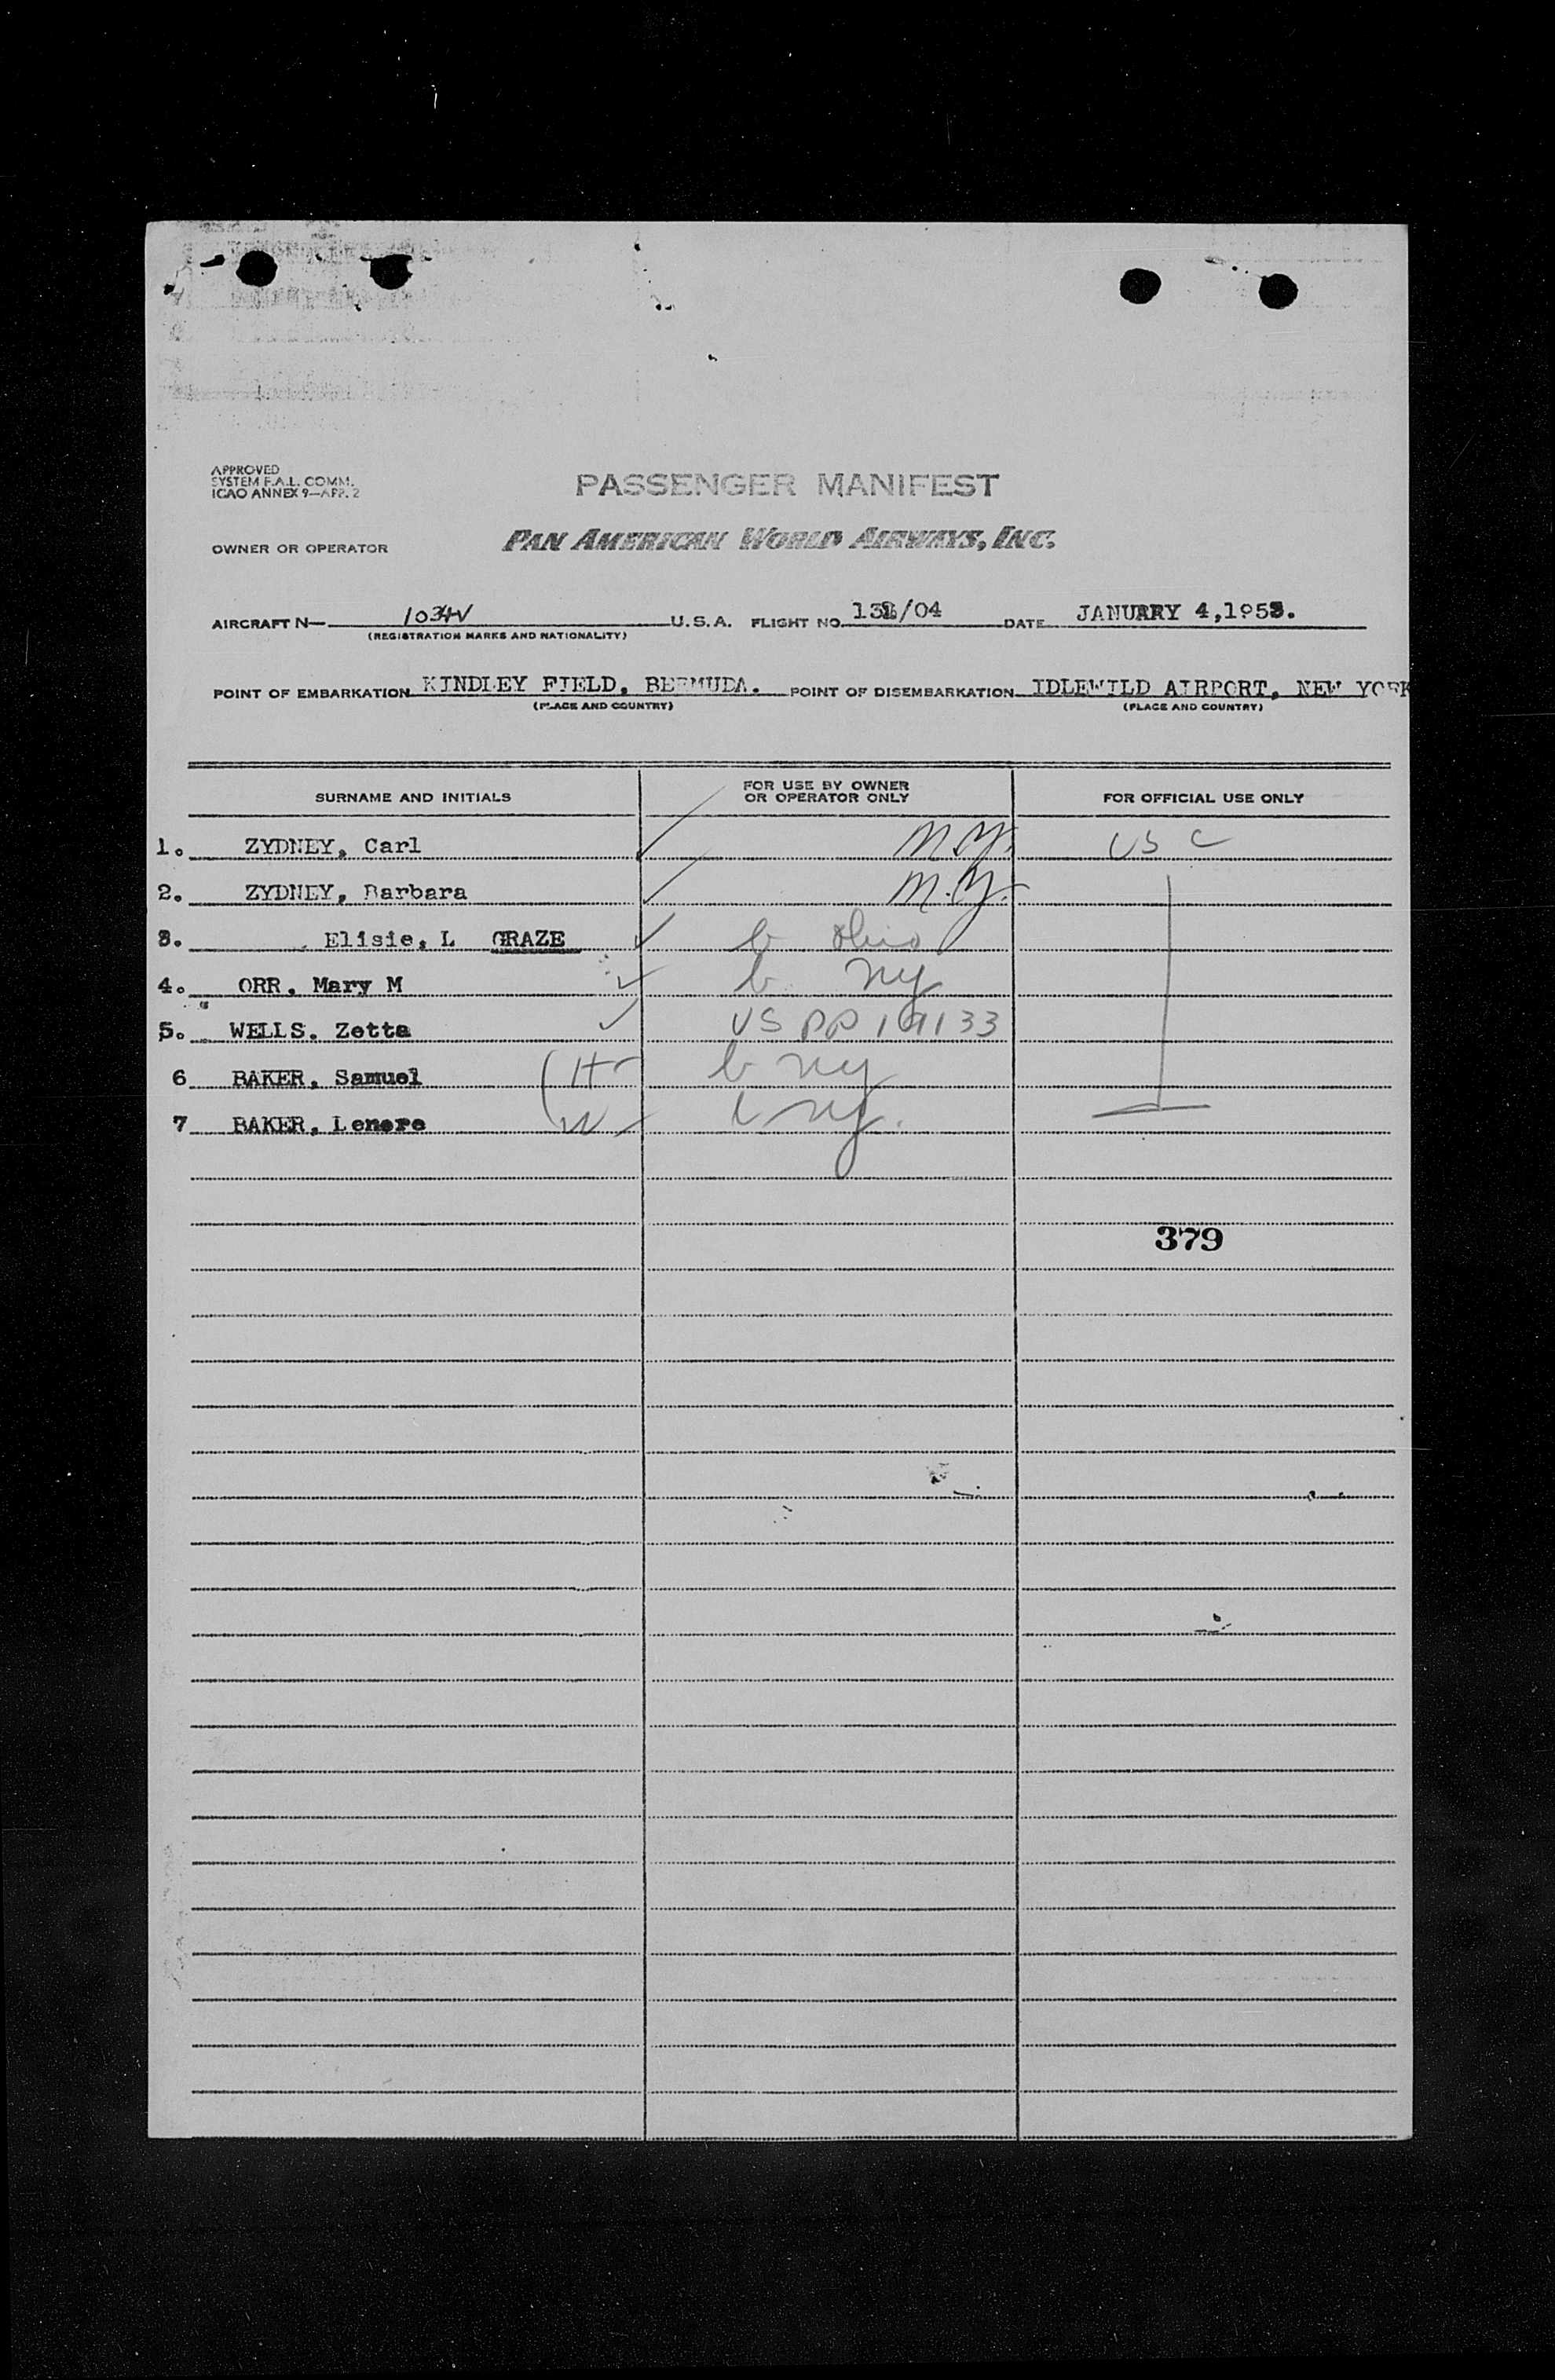 APPROVED
SYSTEM F.A.L. COMM.
ICAO ANNEX 9—APP. 2
PASSENGER MANIFEST
OWNER OR OPERATOR PAN AMERICAN WORLD AIRWAYS, INC.
AIRCRAFT N— 1034V U.S.A. FLIGHT NO. /04 DATE JANUARY 4,1953.
(REGISTRATION MARKS AND NATIONALITY)
POINT OF EMBARKATION KINDLEY FIELD, BERMUDA. POINT OF DISEMBARKATION IDLEWILD AIRPORT, NEW YORK
(PLACE AND COUNTRY) (PLACE AND COUNTRY)
SURNAME AND INITIALS FOR USE BY OWNER OR OPERATOR ONLY FOR OFFICIAL USE ONLY
1. ZYDNEY, Carl N.Y. US C
2. ZYDNEY, Barbara N.Y.
3. Elisie, L GRAZE b Ohio
4. ORR, Mary M b NY
5. WELLS. Zetta US PP 19133
6 BAKER, Samuel (H b NY
7 BAKER, Lenore (W b NY.
379